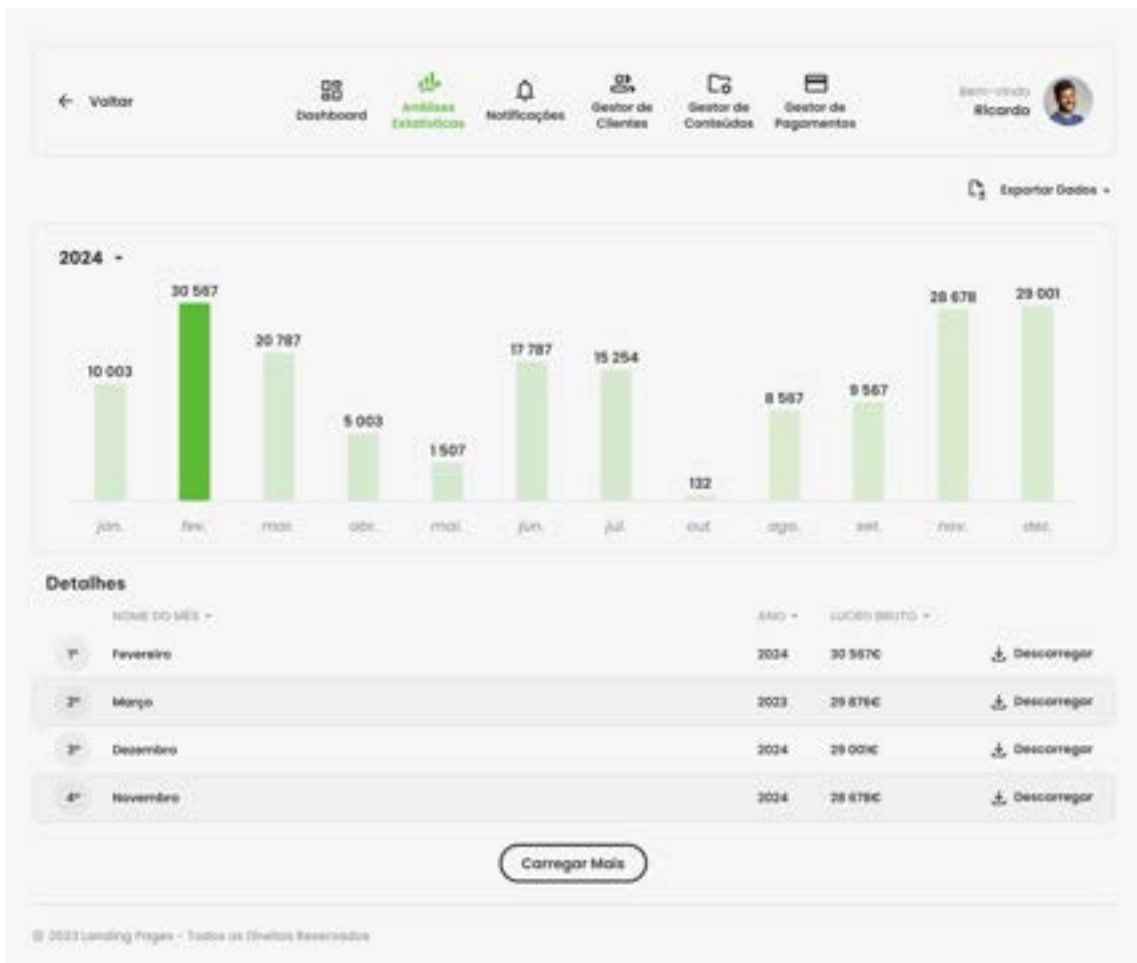 ← Voltar
Dashboard
Análises
Estatísticas
Notificações
Gestor de
Clientes
Gestor de
Conteúdos
Gestor de
Pagamentos
Bem-vindo
Ricardo
Exportar Dados
2024
10 003
30 567
20 787
5 003
1 507
17 787
15 254
132
8 567
9 567
28 678
29 001
jan.
fev.
mar.
abr.
mai.
jun.
jul.
out.
ago.
set.
nov.
dez.
Detalhes
NOME DO MÊS ANO LUCRO BRUTO
1º Fevereiro 2024 30 567€ Descarregar
2º Março 2023 29 876€ Descarregar
3º Dezembro 2024 29 001€ Descarregar
4º Novembro 2024 28 678€ Descarregar
Carregar Mais
© 2023 Landing Pages - Todos os Direitos Reservados